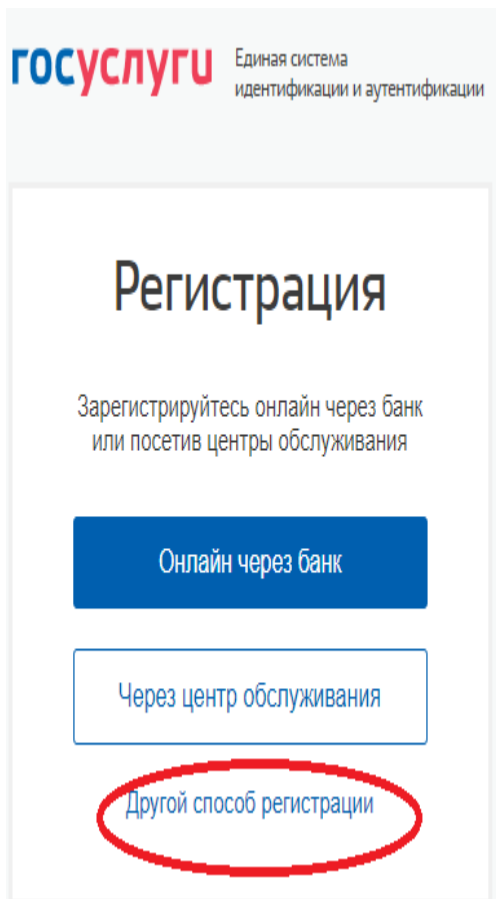 госуслуги
Единая система
идентификации и аутентификации
Регистрация
Зарегистрируйтесь онлайн через банк
или посетив центры обслуживания
Онлайн через банк
Через центр обслуживания
Другой способ регистрации